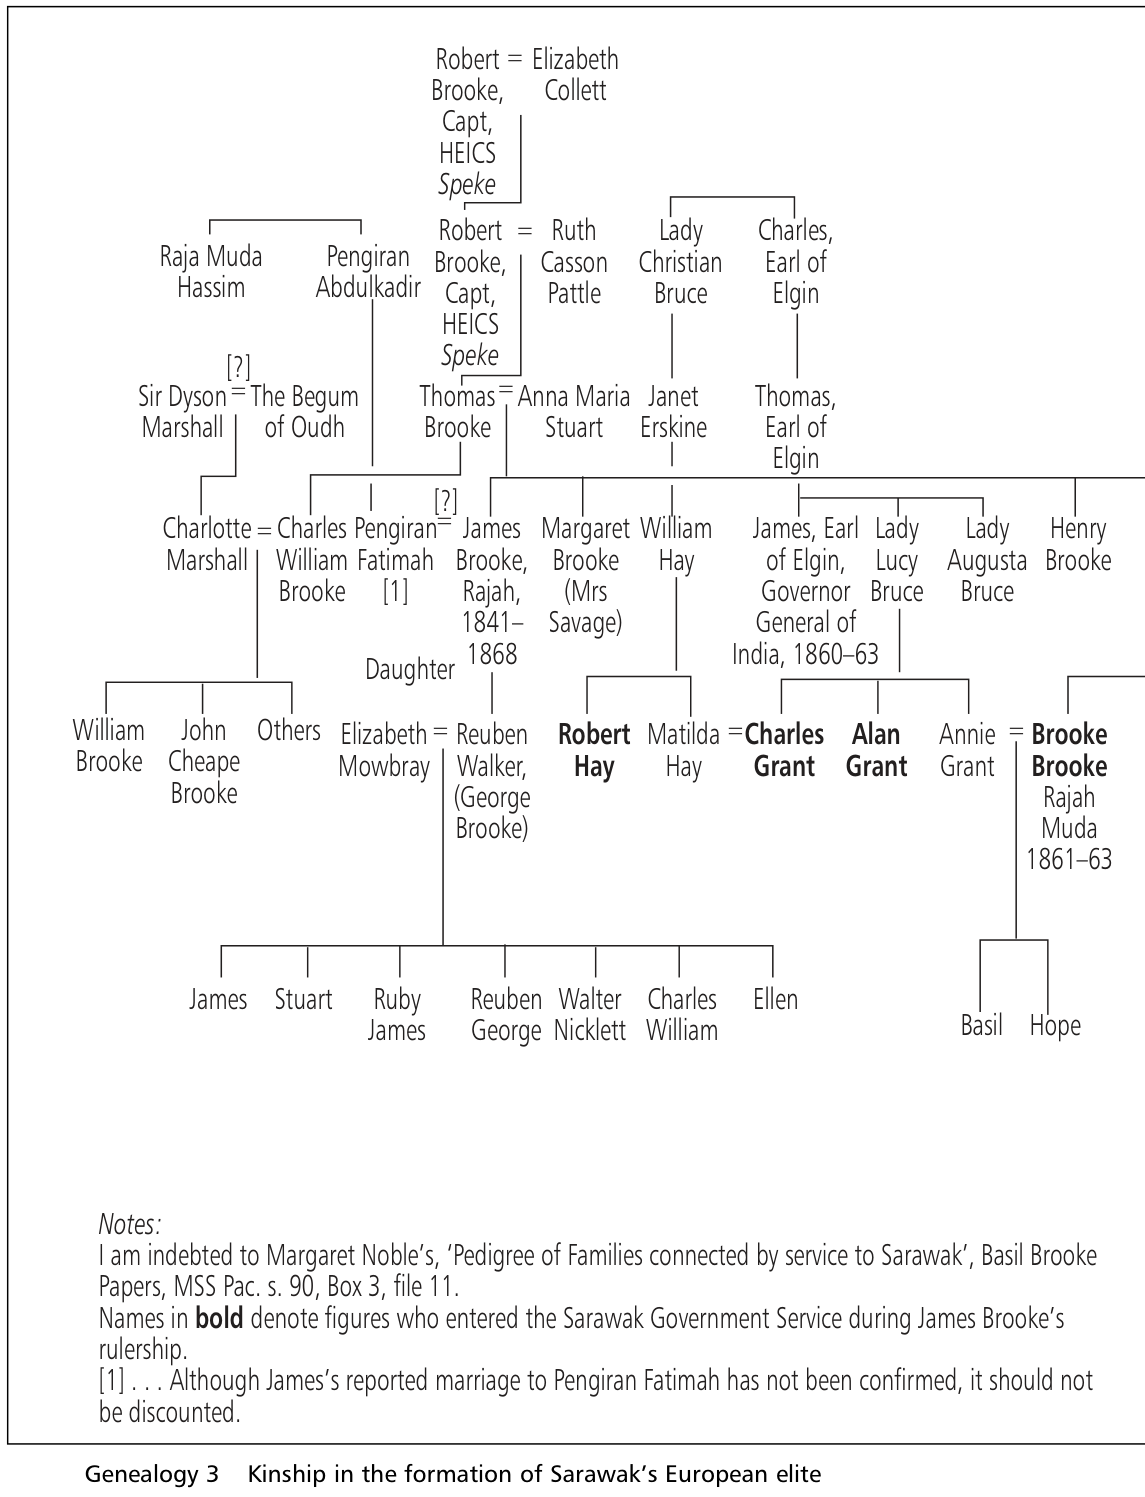 Robert = Elizabeth
Brooke, Collett
Capt,
HEICS
Speke
Robert = Ruth Lady Charles,
Raja Muda Pengiran Brooke, Casson Christian Earl of
Hassim Abdulkadir Capt, Pattle Bruce Elgin
HEICS
Speke
[?]
Sir Dyson = The Begum Thomas = Anna Maria Janet Thomas,
Marshall of Oudh Brooke Stuart Erskine Earl of
Elgin
[?]
Charlotte = Charles Pengiran = James Margaret William James, Earl Lady Lady Henry
Marshall William Fatimah Brooke, Brooke Hay of Elgin, Lucy Augusta Brooke
Brooke [1] Rajah, (Mrs Governor Bruce Bruce
1841– Savage) General of
1868 India, 1860–63
Daughter
William John Others Elizabeth = Reuben Robert Matilda = Charles Alan Annie = Brooke
Brooke Cheape Mowbray Walker, Hay Hay Grant Grant Grant Brooke
Brooke (George Rajah
Brooke) Muda
1861–63
James Stuart Ruby Reuben Walter Charles Ellen
James George Nicklett William
Basil Hope
Notes:
I am indebted to Margaret Noble’s, ‘Pedigree of Families connected by service to Sarawak’, Basil Brooke
Papers, MSS Pac. s. 90, Box 3, file 11.
Names in bold denote figures who entered the Sarawak Government Service during James Brooke’s
rulership.
[1] . . . Although James’s reported marriage to Pengiran Fatimah has not been confirmed, it should not
be discounted.
Genealogy 3 Kinship in the formation of Sarawak’s European elite